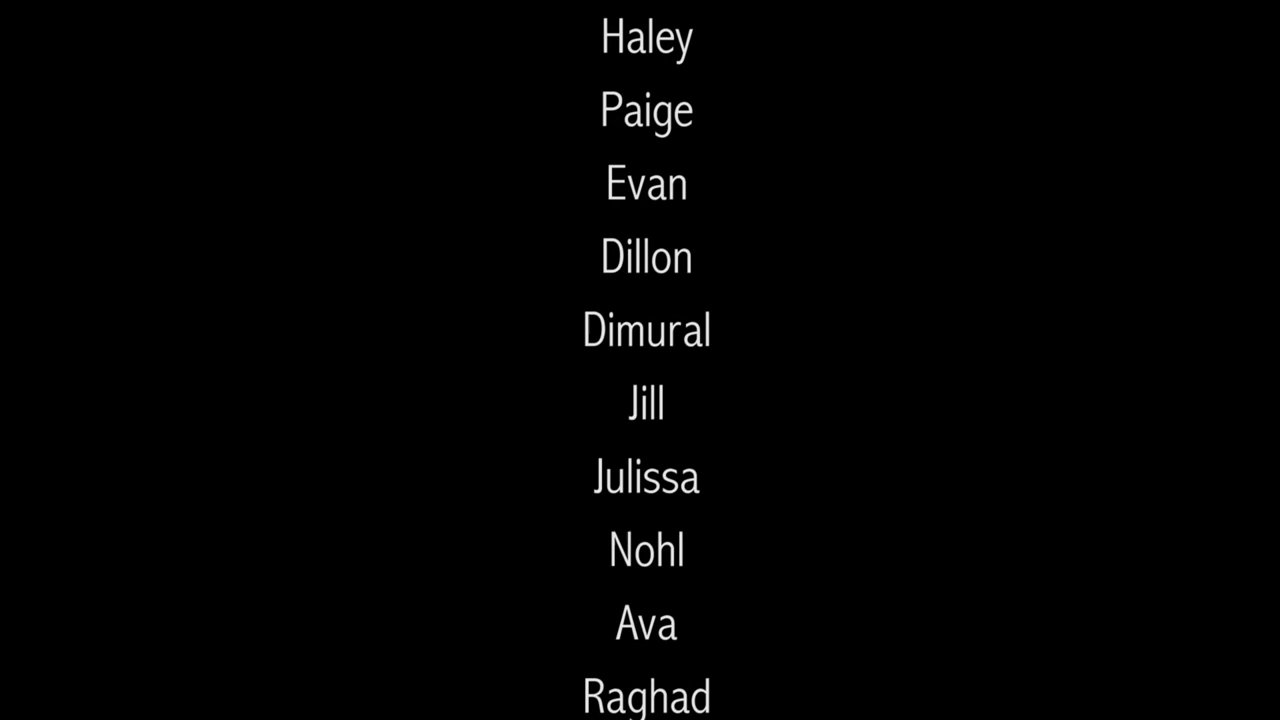 Haley
Paige
Evan
Dillon
Dimural
Jill
Julissa
Nohl
Ava
Raghad